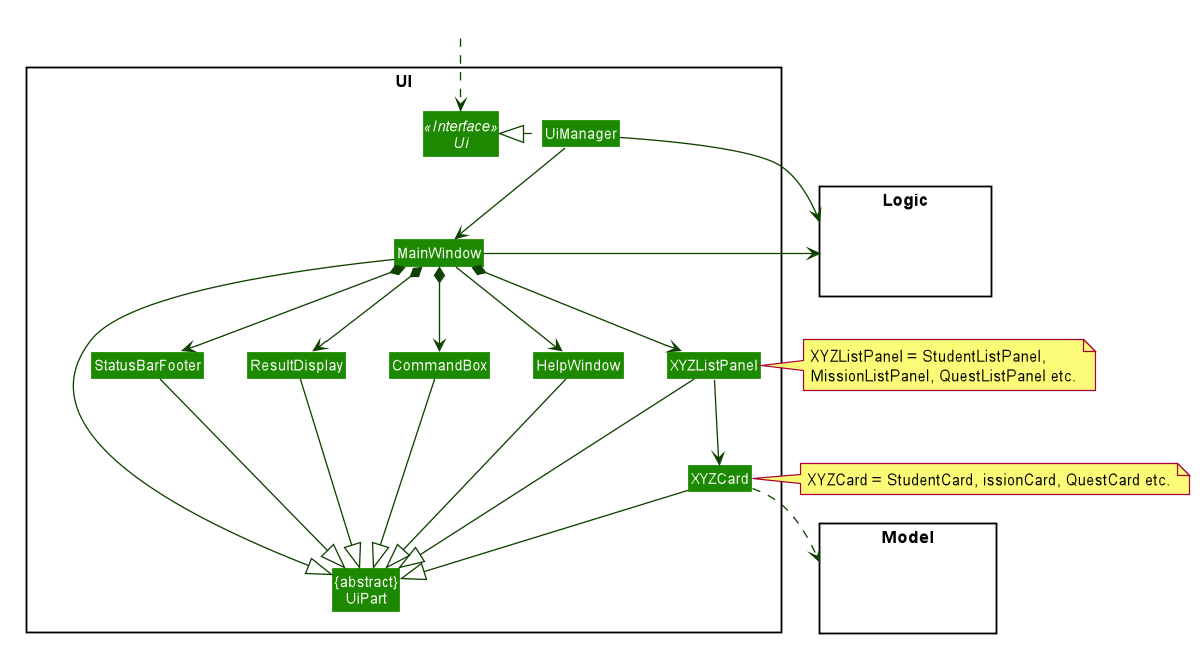 UI
«Interface»
Ui
UiManager
Logic
MainWindow
StatusBarFooter
ResultDisplay
CommandBox
HelpWindow
XYZListPanel
XYZListPanel = StudentListPanel,
MissionListPanel, QuestListPanel etc.
XYZCard
XYZCard = StudentCard, issionCard, QuestCard etc.
Model
{abstract}
UiPart